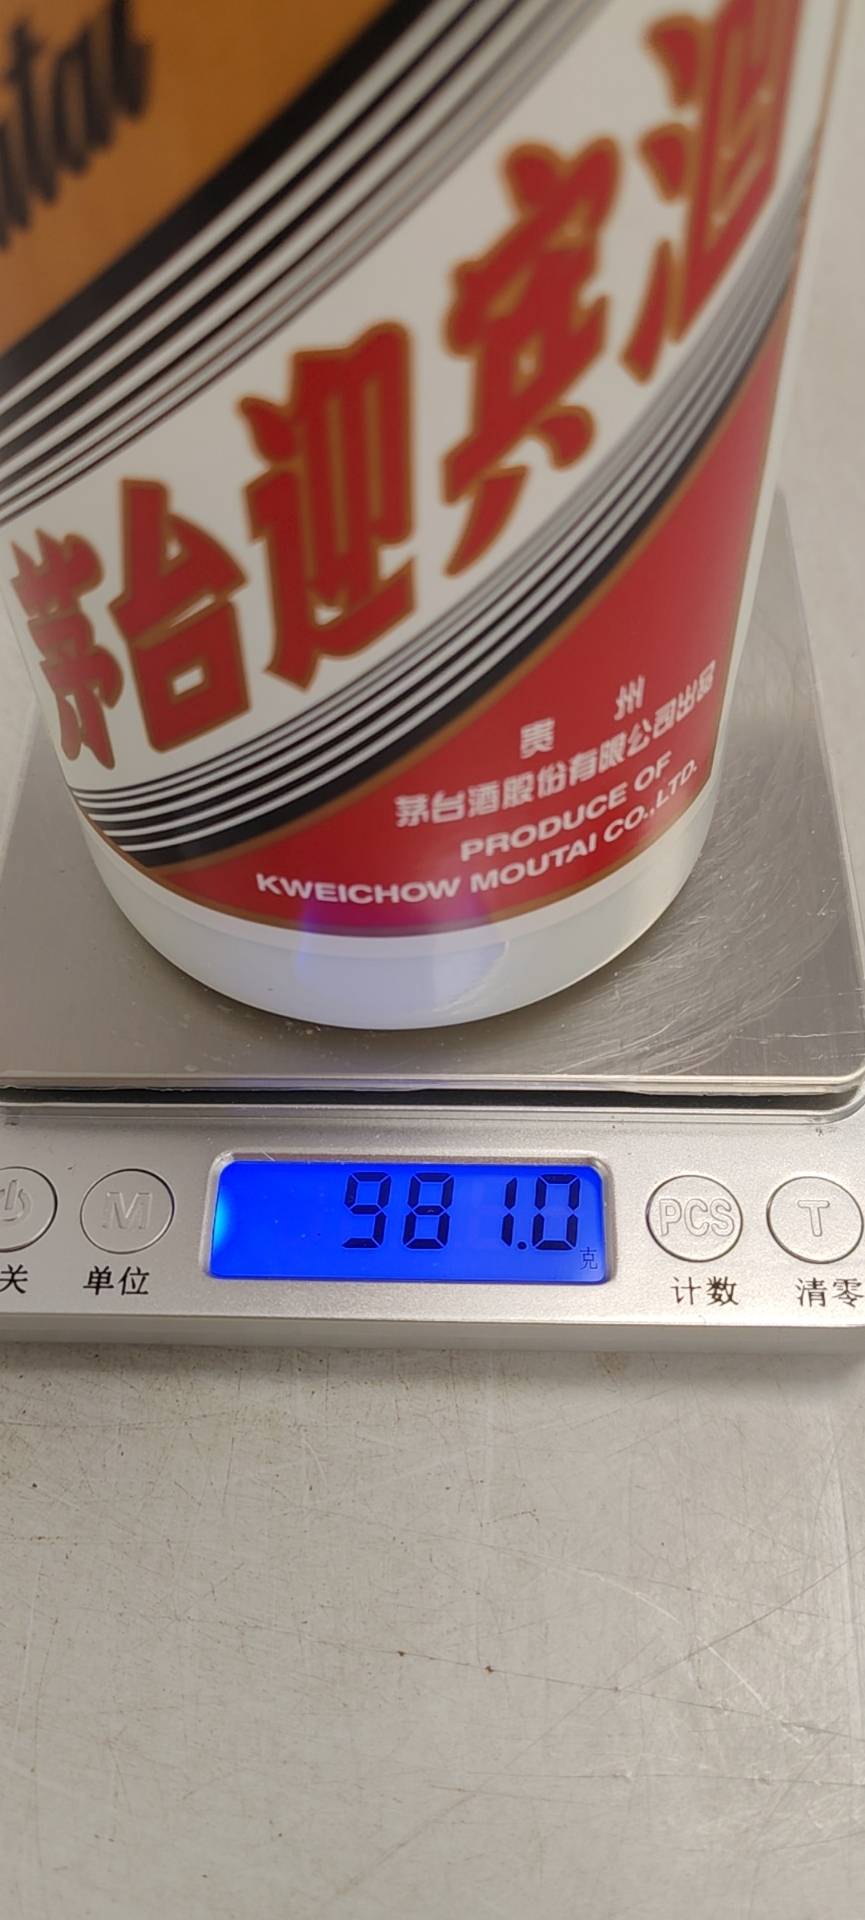 茅台迎宾酒
贵州
茅台酒股份有限公司出品
PRODUCE OF
KWEICHOW MOUTAI CO.,LTD.
981.0
克
M
PCS
T
关
单位
计数
清零